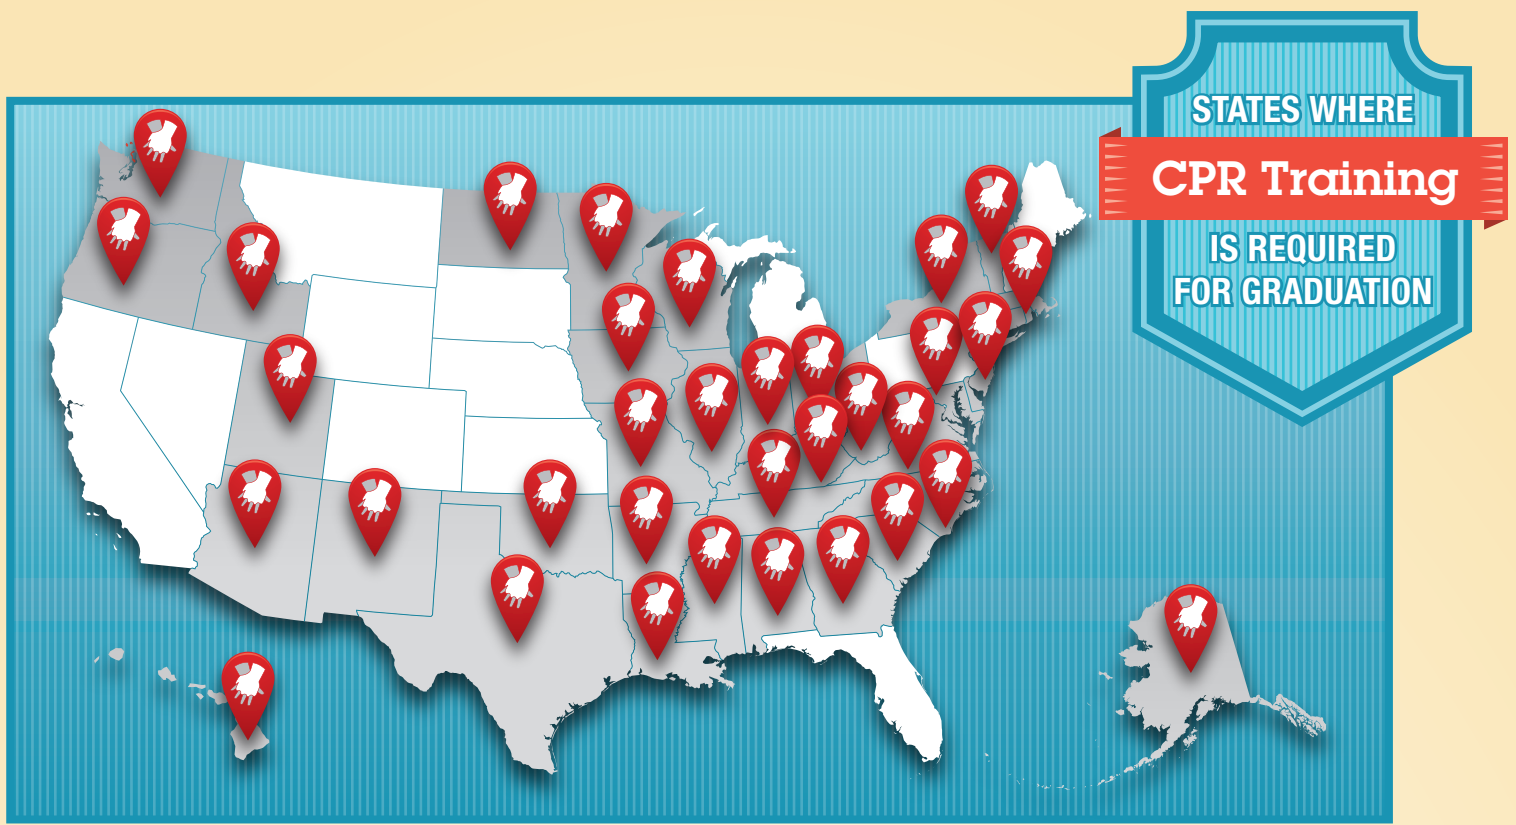 STATES WHERE
CPR Training
IS REQUIRED
FOR GRADUATION